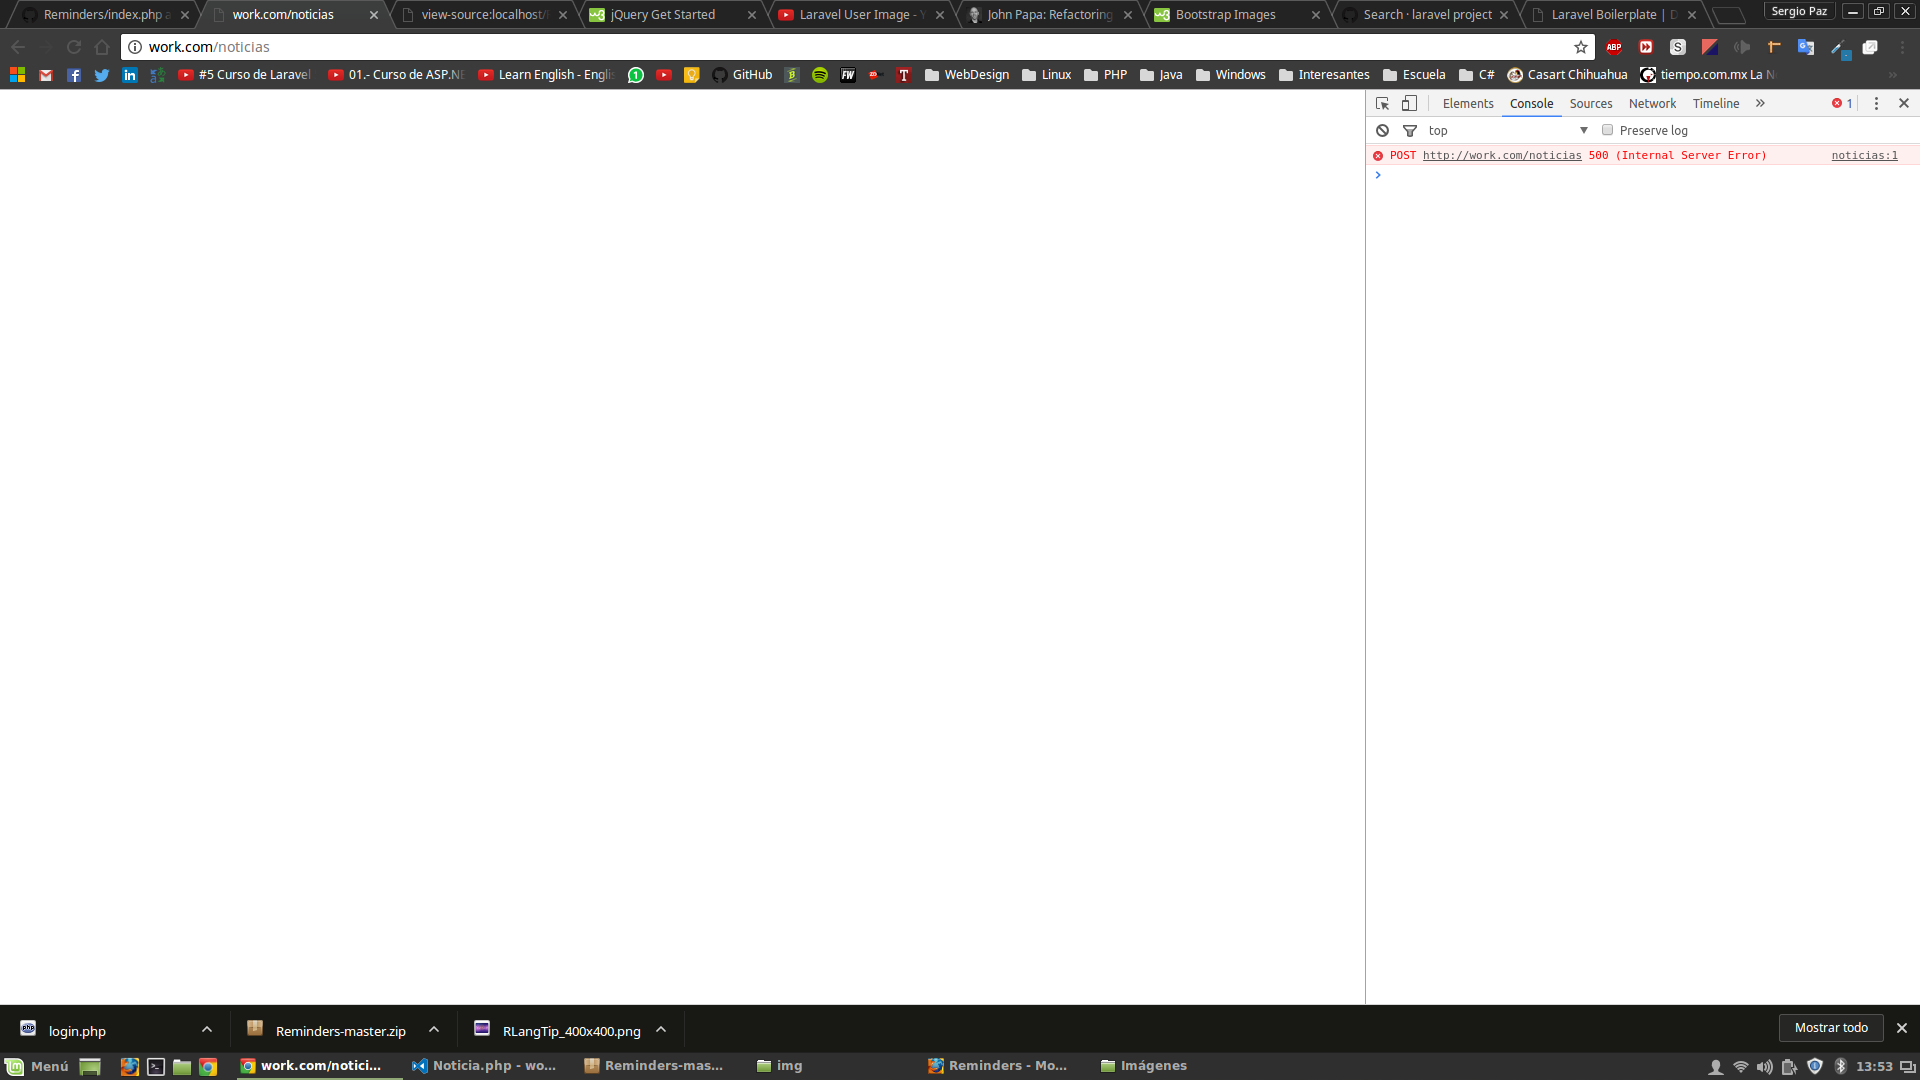 Reminders/index.php a
work.com/noticias
view-source:localhost/
jQuery Get Started
Laravel User Image - Y
John Papa: Refactoring
Bootstrap Images
Search · laravel project
Laravel Boilerplate | D
Sergio Paz
work.com/noticias
#5 Curso de Laravel
01.- Curso de ASP.NE
Learn English - Engli
GitHub
WebDesign
Linux
PHP
Java
Windows
Interesantes
Escuela
C#
Casart Chihuahua
tiempo.com.mx La N
Elements
Console
Sources
Network
Timeline
1
top
Preserve log
POST http://work.com/noticias 500 (Internal Server Error)
noticias:1
login.php
Reminders-master.zip
RLangTip_400x400.png
Mostrar todo
Menú
work.com/notici...
Noticia.php - wo...
Reminders-mas...
img
Reminders - Mo...
Imágenes
13:53